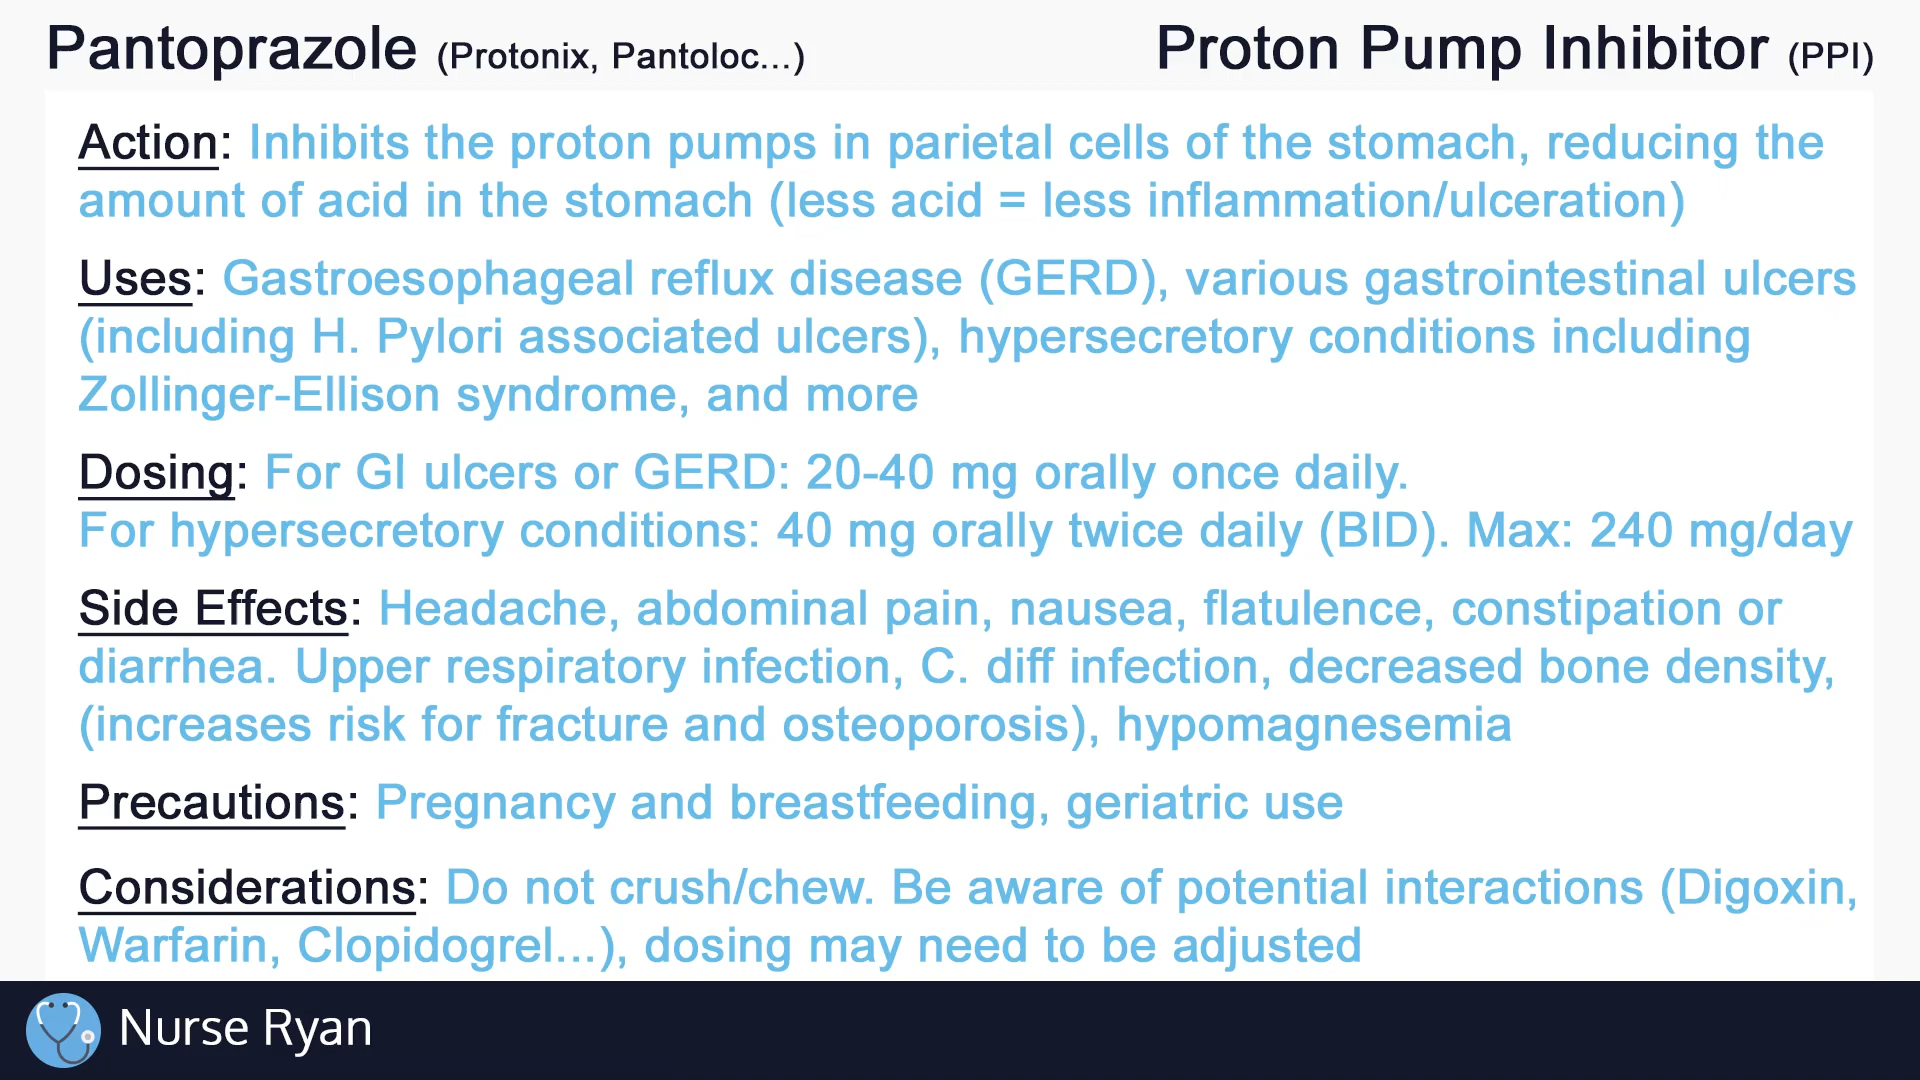 Pantoprazole (Protonix, Pantoloc...)
Proton Pump Inhibitor (PPI)
Action: Inhibits the proton pumps in parietal cells of the stomach, reducing the
amount of acid in the stomach (less acid = less inflammation/ulceration)
Uses: Gastroesophageal reflux disease (GERD), various gastrointestinal ulcers
(including H. Pylori associated ulcers), hypersecretory conditions including
Zollinger-Ellison syndrome, and more
Dosing: For GI ulcers or GERD: 20-40 mg orally once daily.
For hypersecretory conditions: 40 mg orally twice daily (BID). Max: 240 mg/day
Side Effects: Headache, abdominal pain, nausea, flatulence, constipation or
diarrhea. Upper respiratory infection, C. diff infection, decreased bone density,
(increases risk for fracture and osteoporosis), hypomagnesemia
Precautions: Pregnancy and breastfeeding, geriatric use
Considerations: Do not crush/chew. Be aware of potential interactions (Digoxin,
Warfarin, Clopidogrel...), dosing may need to be adjusted
Nurse Ryan